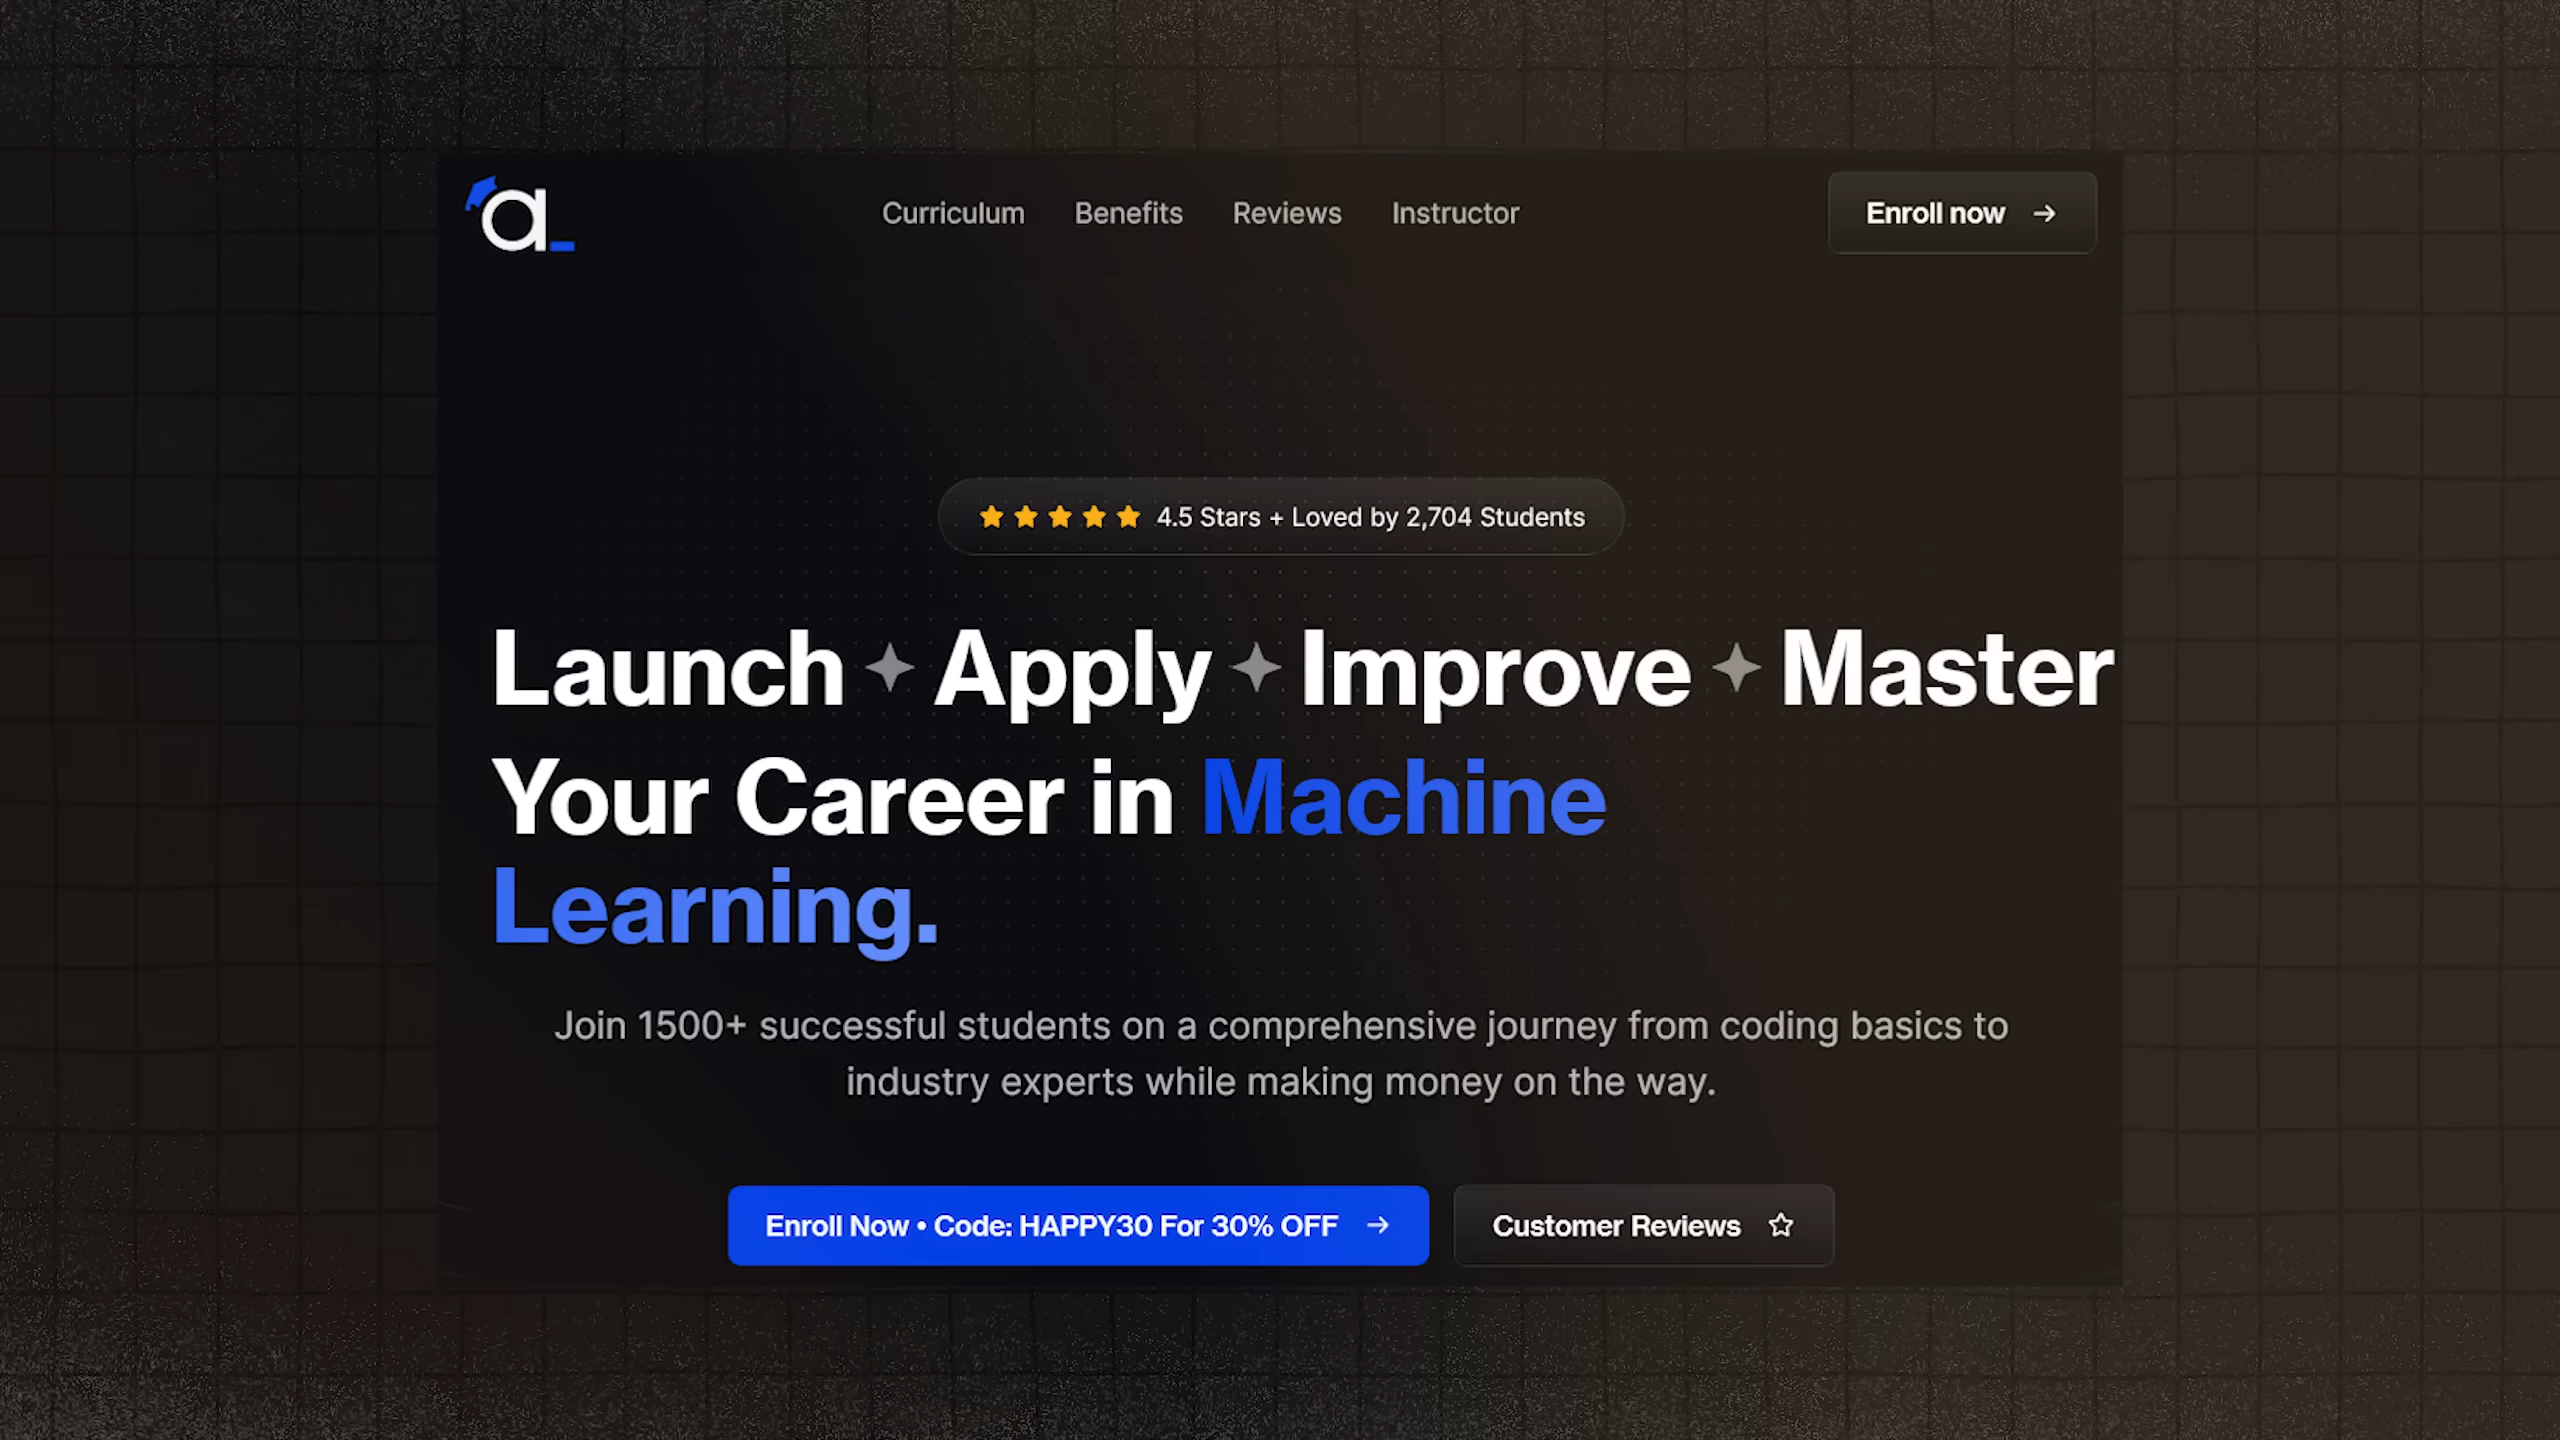 a_
Curriculum Benefits Reviews Instructor
Enroll now →
4.5 Stars + Loved by 2,704 Students
Launch ✦ Apply ✦ Improve ✦ Master
Your Career in Machine
Learning.
Join 1500+ successful students on a comprehensive journey from coding basics to
industry experts while making money on the way.
Enroll Now • Code: HAPPY30 For 30% OFF →
Customer Reviews